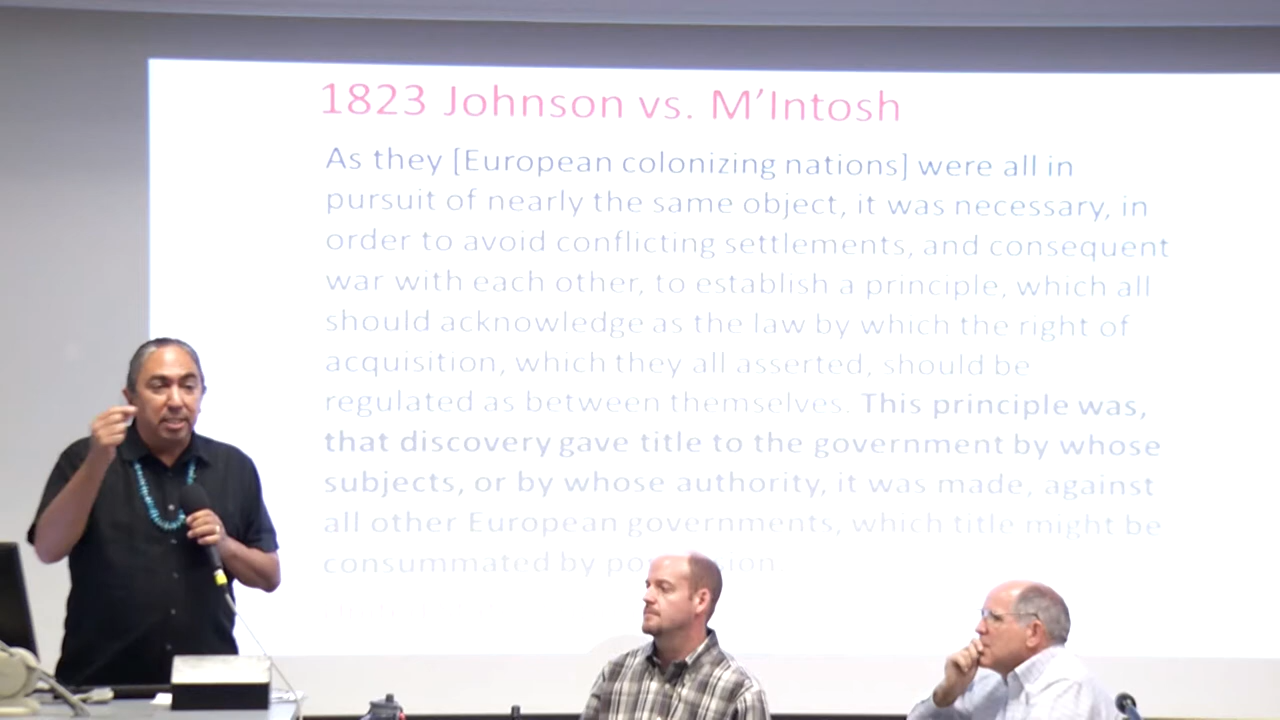 1823 Johnson vs. M'Intosh
As they [European colonizing nations] were all in
pursuit of nearly the same object, it was necessary, in
order to avoid conflicting settlements, and consequent
war with each other, to establish a principle, which all
should acknowledge as the law by which the right of
acquisition, which they all asserted, should be
regulated as between themselves. This principle was,
that discovery gave title to the government by whose
subjects, or by whose authority, it was made, against
all other European governments, which title might be
consummated by